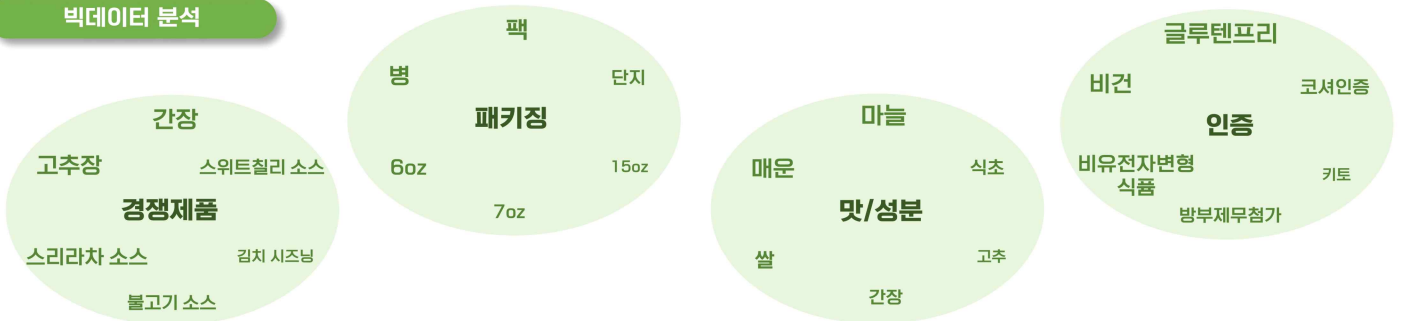 빅데이터 분석
간장
고추장
스위트칠리 소스
경쟁제품
스리라차 소스
김치 시즈닝
불고기 소스
팩
병
단지
패키징
6oz
15oz
7oz
마늘
매운
식초
맛/성분
쌀
고추
간장
글루텐프리
비건
코셔인증
인증
비유전자변형
식품
키토
방부제무첨가